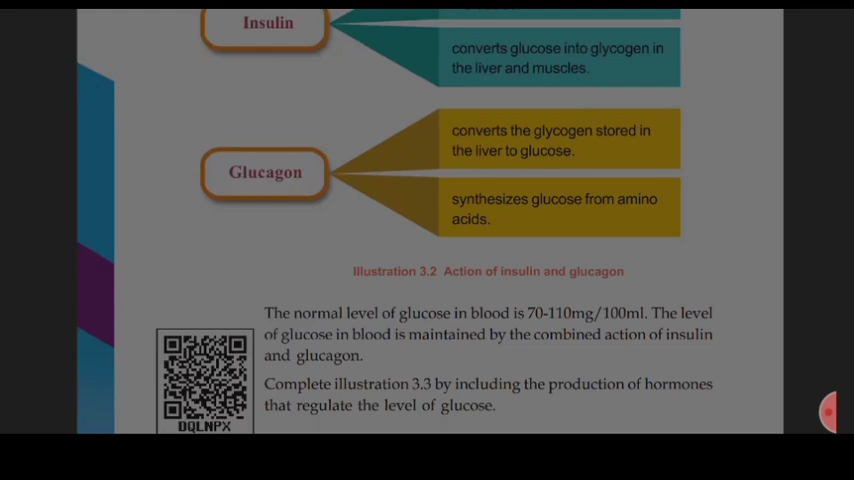 Insulin
converts glucose into glycogen in
the liver and muscles.
Glucagon
converts the glycogen stored in
the liver to glucose.
synthesizes glucose from amino
acids.
Illustration 3.2 Action of insulin and glucagon
The normal level of glucose in blood is 70-110mg/100ml. The level
of glucose in blood is maintained by the combined action of insulin
and glucagon.
Complete illustration 3.3 by including the production of hormones
that regulate the level of glucose.
DQLNPX